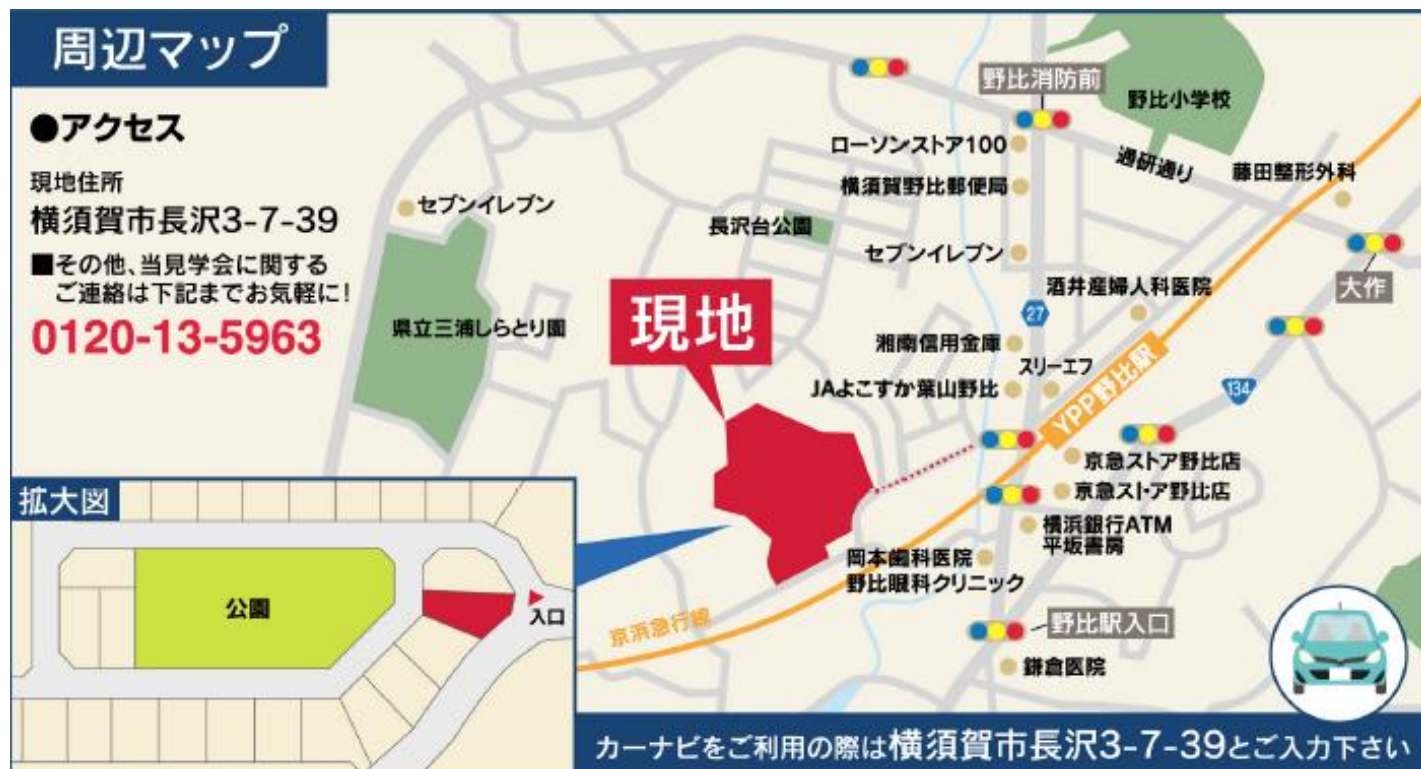 周辺マップ
●アクセス
現地住所
横須賀市長沢3-7-39
■その他、当見学会に関する
ご連絡は下記までお気軽に!
0120-13-5963
野比消防前
野比小学校
ローソンストア100
通研通り
藤田整形外科
横須賀野比郵便局
セブンイレブン
長沢台公園
セブンイレブン
大作
酒井産婦人科医院
現地
27
県立三浦しらとり園
湘南信用金庫
スリーエフ
JAよこすか葉山野比
134
YPP野比駅
京急ストア野比店
京急ストア野比店
横浜銀行ATM
平坂書房
岡本歯科医院
野比眼科クリニック
京浜急行線
野比駅入口
鎌倉医院
拡大図
公園
入口
カーナビをご利用の際は横須賀市長沢3-7-39とご入力下さい